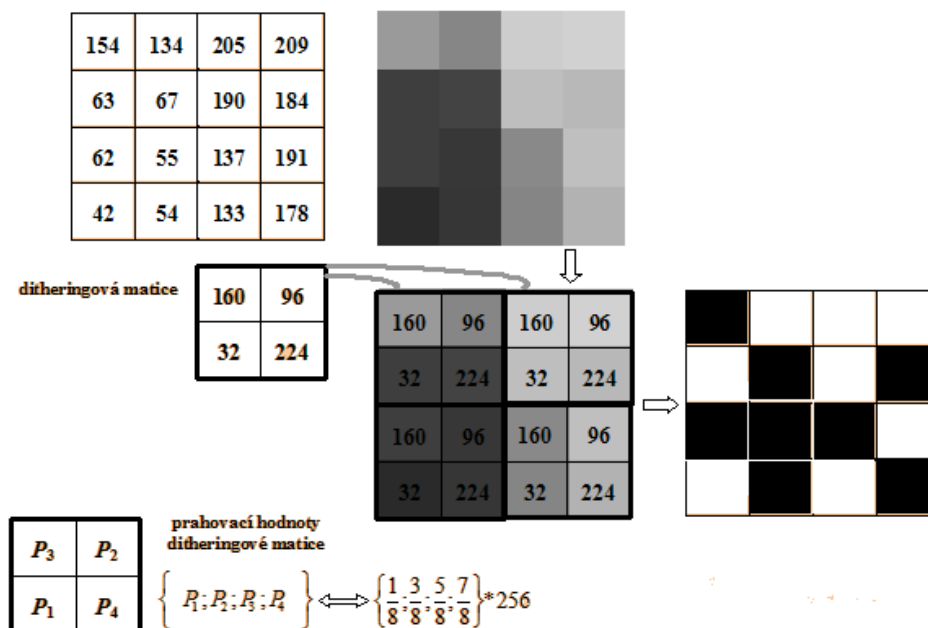 154 134 205 209
63 67 190 184
62 55 137 191
42 54 133 178
ditheringová matice
160 96
32 224
160 96 160 96
32 224 32 224
160 96 160 96
32 224 32 224
prahovací hodnoty
ditheringové matice
P₃ P₂
P₁ P₄
{ P₁; P₂; P₃; P₄ } ⇔ {1/8; 3/8; 5/8; 7/8}*256